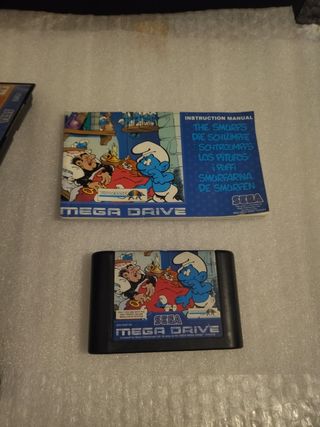 INSTRUCTION MANUAL
THE SMURFS
DIE SCHLÜMPFE
SCHTROUMPFS
LOS PITUFOS
I PUFFI
SMURFARNA
DE SMURFEN
SEGA
MEGA DRIVE
SEGA
MEGA DRIVE